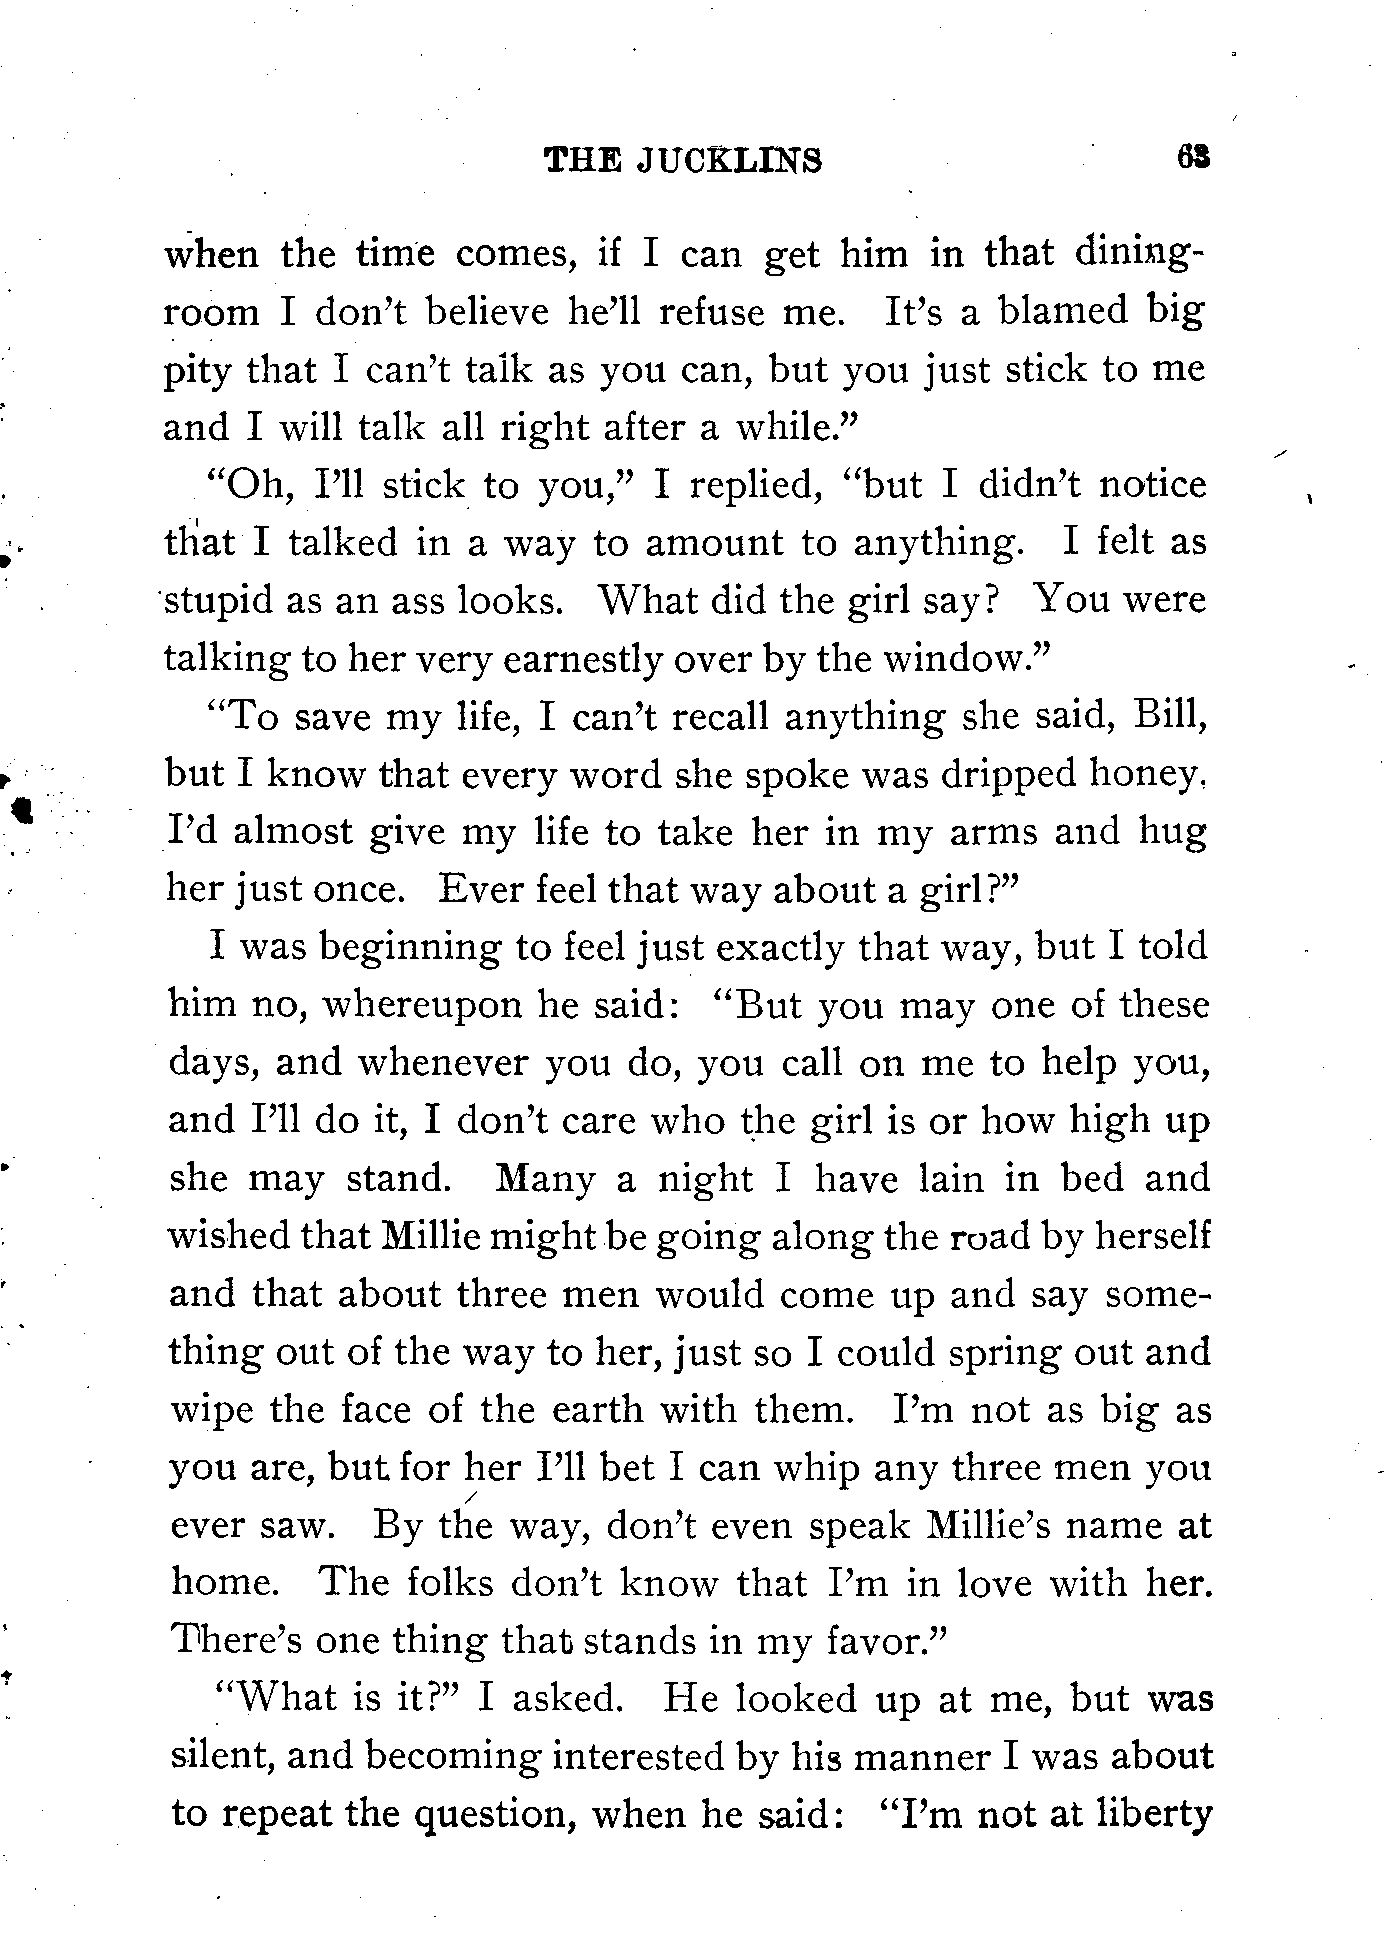 THE JUCKLINS 63
when the time comes, if I can get him in that dining-
room I don't believe he'll refuse me. It's a blamed big
pity that I can't talk as you can, but you just stick to me
and I will talk all right after a while."
"Oh, I'll stick to you," I replied, "but I didn't notice
that I talked in a way to amount to anything. I felt as
stupid as an ass looks. What did the girl say? You were
talking to her very earnestly over by the window."
"To save my life, I can't recall anything she said, Bill,
but I know that every word she spoke was dripped honey.
I'd almost give my life to take her in my arms and hug
her just once. Ever feel that way about a girl?"
I was beginning to feel just exactly that way, but I told
him no, whereupon he said: "But you may one of these
days, and whenever you do, you call on me to help you,
and I'll do it, I don't care who the girl is or how high up
she may stand. Many a night I have lain in bed and
wished that Millie might be going along the road by herself
and that about three men would come up and say some-
thing out of the way to her, just so I could spring out and
wipe the face of the earth with them. I'm not as big as
you are, but for her I'll bet I can whip any three men you
ever saw. By the way, don't even speak Millie's name at
home. The folks don't know that I'm in love with her.
There's one thing that stands in my favor."
"What is it?" I asked. He looked up at me, but was
silent, and becoming interested by his manner I was about
to repeat the question, when he said: "I'm not at liberty